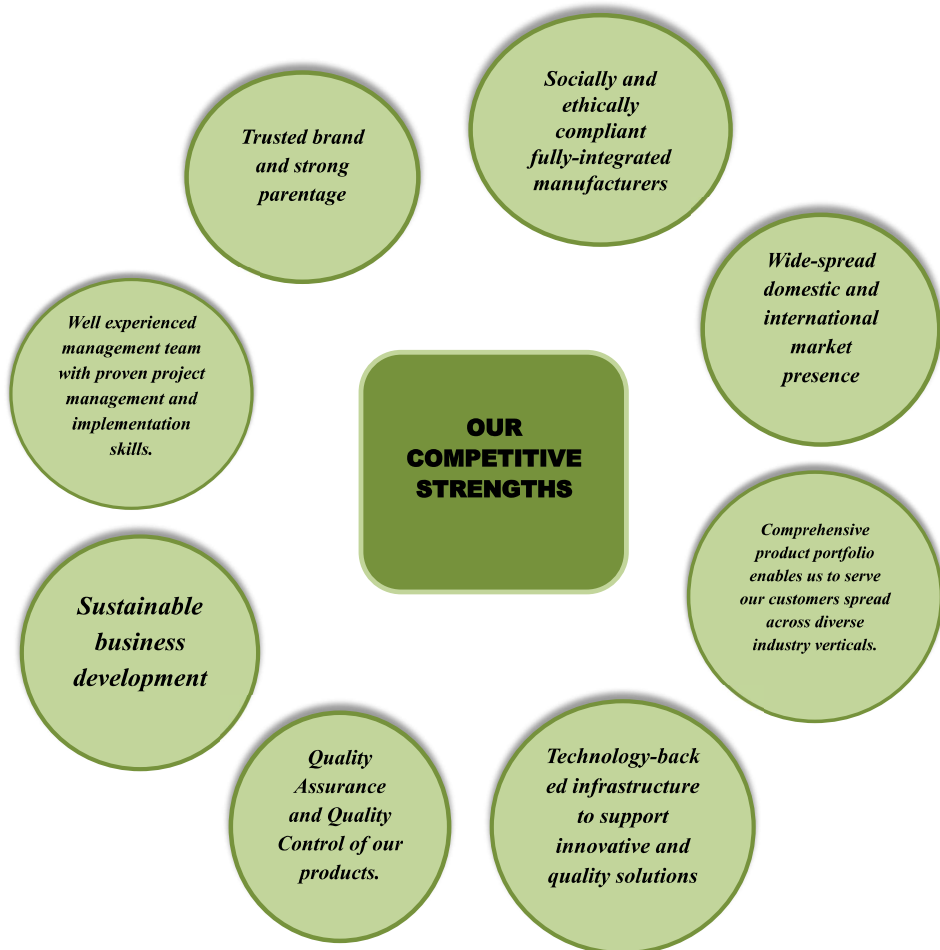 Socially and
ethically
compliant
fully-integrated
manufacturers
Trusted brand
and strong
parentage
Wide-spread
domestic and
international
market
presence
Well experienced
management team
with proven project
management and
implementation
skills.
OUR
COMPETITIVE
STRENGTHS
Comprehensive
product portfolio
enables us to serve
our customers spread
across diverse
industry verticals.
Sustainable
business
development
Quality
Assurance
and Quality
Control of our
products.
Technology-back
ed infrastructure
to support
innovative and
quality solutions